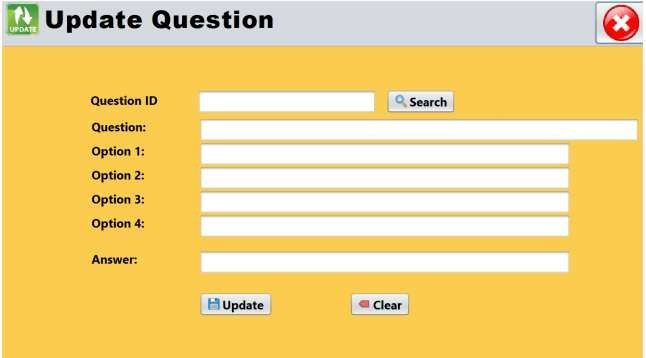 UPDATE
Update Question
Question ID
Search
Question:
Option 1:
Option 2:
Option 3:
Option 4:
Answer:
Update
Clear